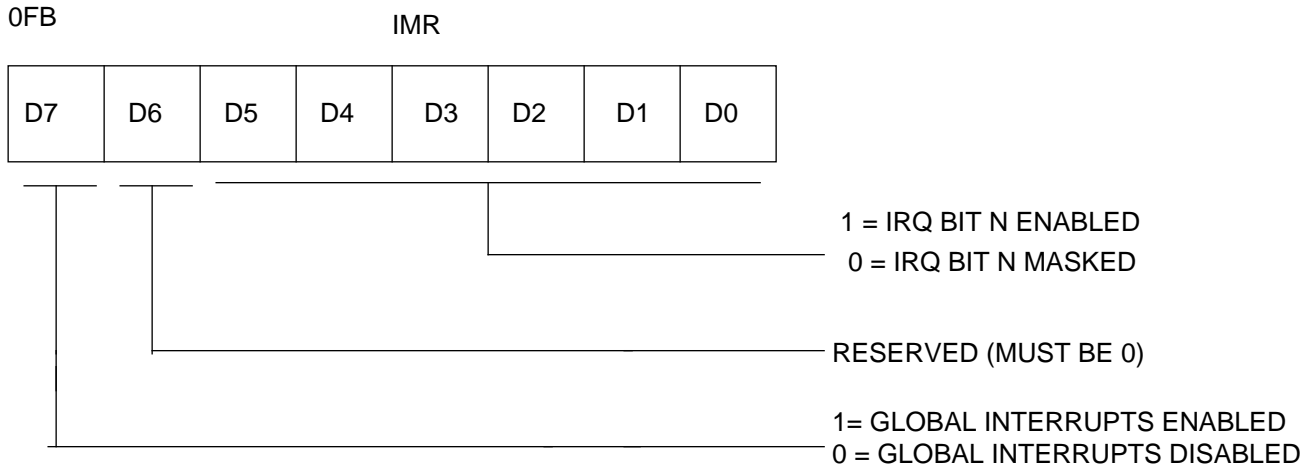 0FB
IMR
D7 D6 D5 D4 D3 D2 D1 D0
1 = IRQ BIT N ENABLED
0 = IRQ BIT N MASKED
RESERVED (MUST BE 0)
1= GLOBAL INTERRUPTS ENABLED
0 = GLOBAL INTERRUPTS DISABLED